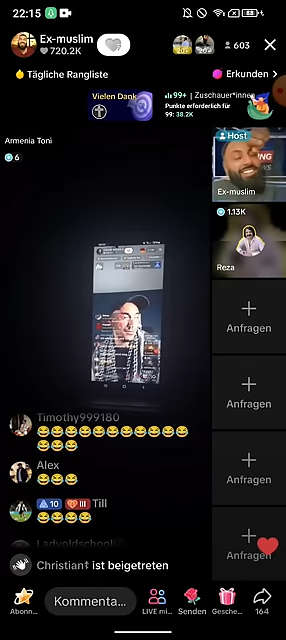 22:15
Ex-muslim
720.2K
603
Tägliche Rangliste
Erkunden >
Vielen Dank
99+ | Zuschauer*innen
Punkte erforderlich für
99: 38.2K
Armenia Toni
6
Host
Ex-muslim
1.13K
Reza
Anfragen
Anfragen
Anfragen
Anfragen
Timothy999180
😂😂😂😂😂😂😂😂😂😂😂
😂😂😂
Alex
😂😂😂
10 III Till
😂😂😂😂
Christian‡ ist beigetreten
Abonn...
Kommenta...
LIVE mi...
Senden
Gesche...
164